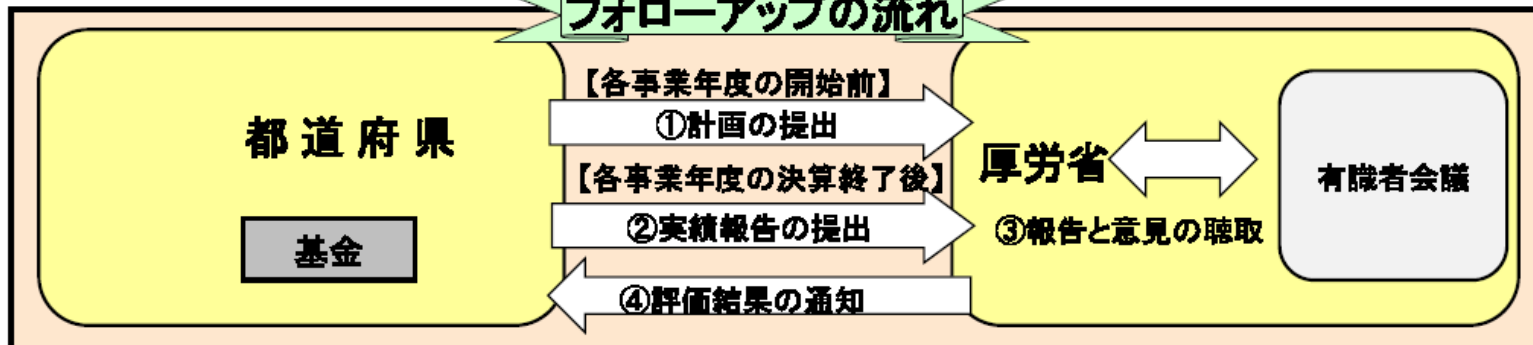 フォローアップの流れ
都道府県
基金
【各事業年度の開始前】
①計画の提出
【各事業年度の決算終了後】
②実績報告の提出
④評価結果の通知
厚労省
③報告と意見の聴取
有識者会議